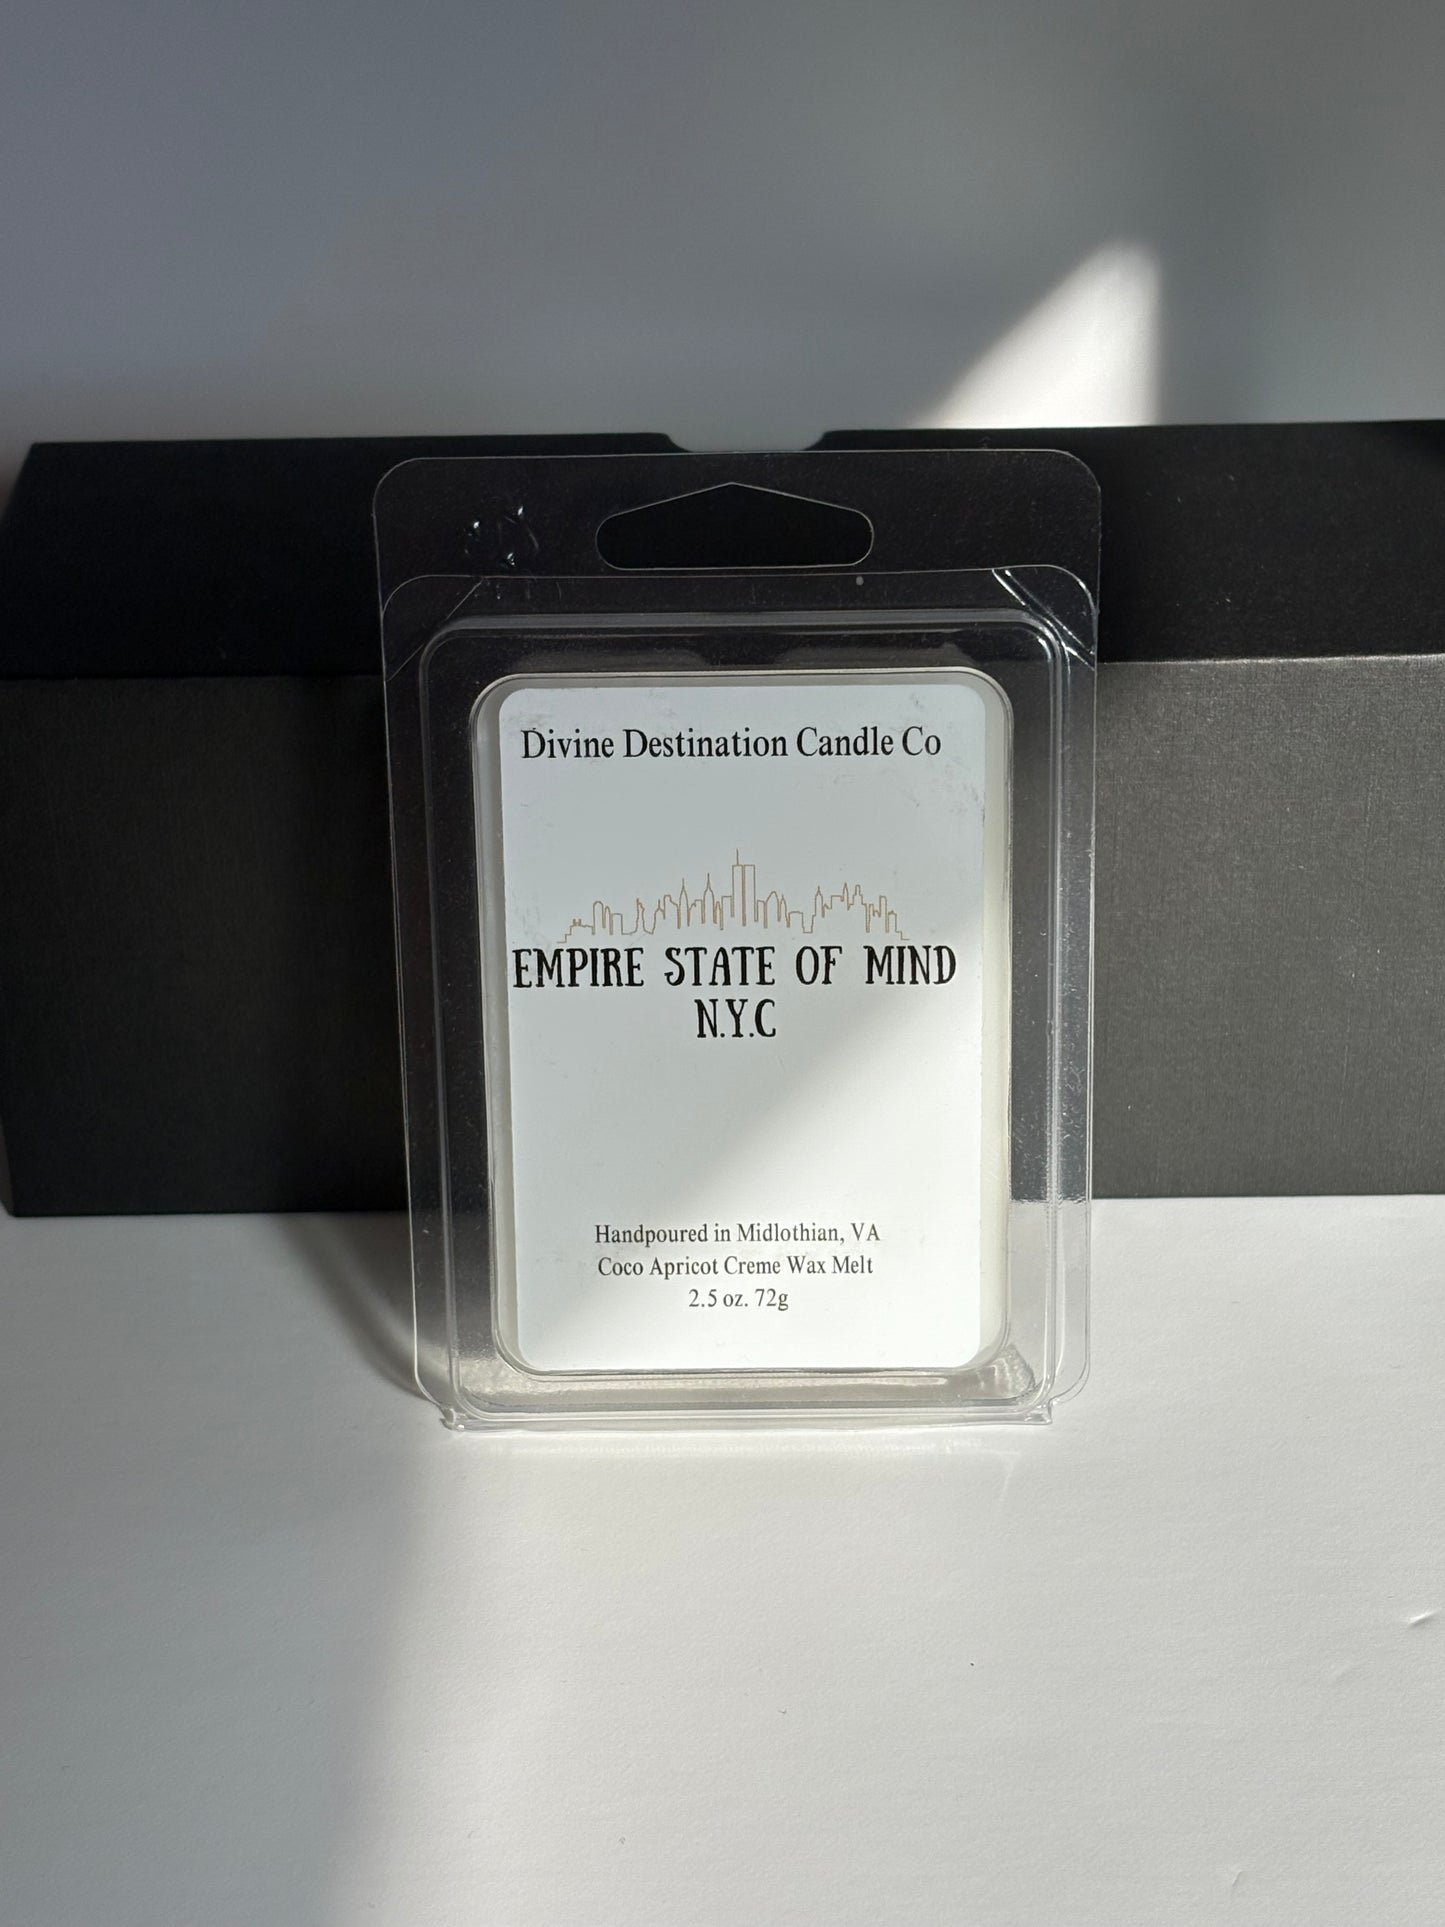 Divine Destination Candle Co
EMPIRE STATE OF MIND
N.Y.C
Handpoured in Midlothian, VA
Coco Apricot Creme Wax Melt
2.5 oz. 72g